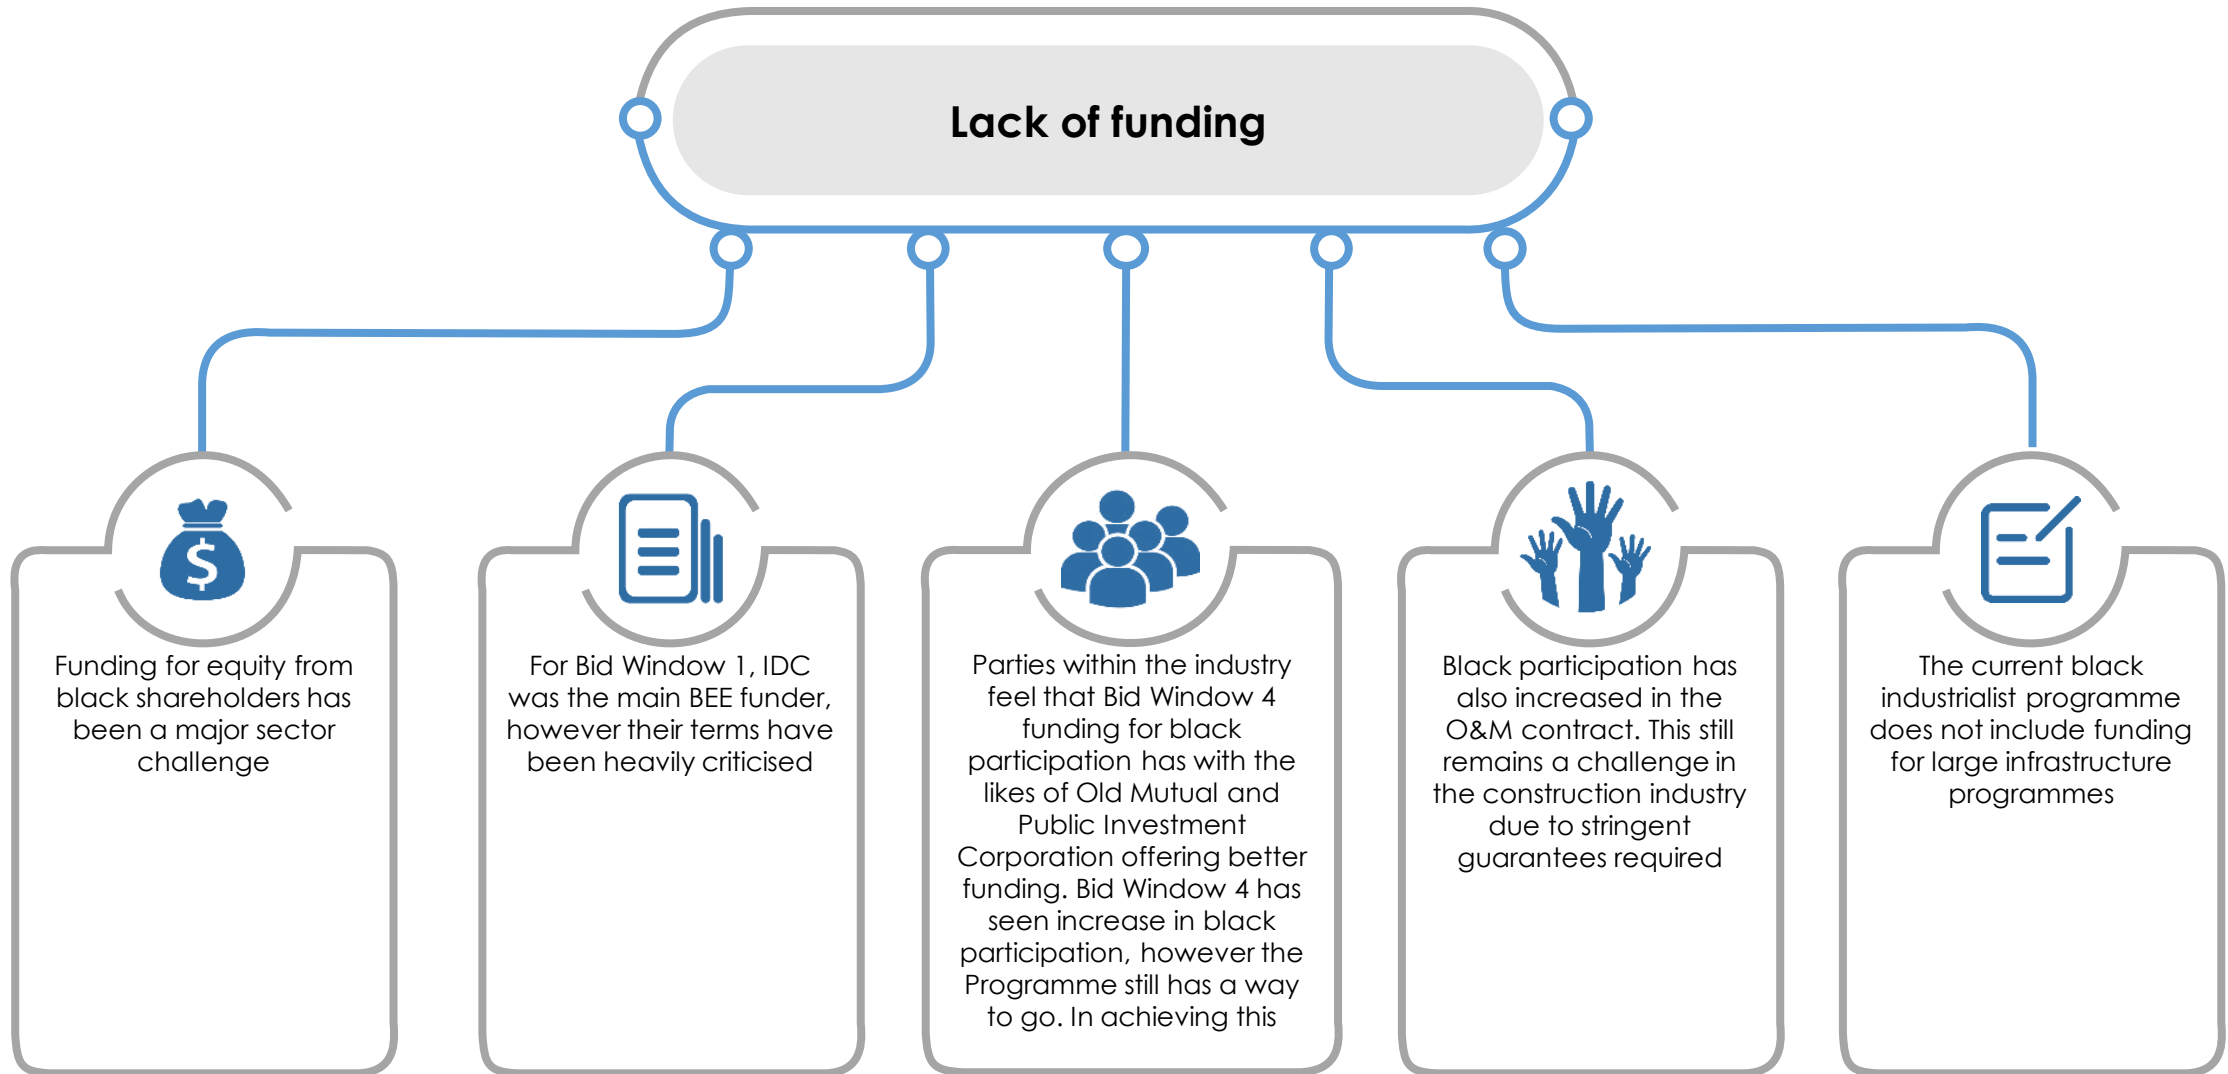 Lack of funding
$
Funding for equity from
black shareholders has
been a major sector
challenge
For Bid Window 1, IDC
was the main BEE funder,
however their terms have
been heavily criticised
Parties within the industry
feel that Bid Window 4
funding for black
participation has with the
likes of Old Mutual and
Public Investment
Corporation offering better
funding. Bid Window 4 has
seen increase in black
participation, however the
Programme still has a way
to go. In achieving this
Black participation has
also increased in the
O&M contract. This still
remains a challenge in
the construction industry
due to stringent
guarantees required
The current black
industrialist programme
does not include funding
for large infrastructure
programmes